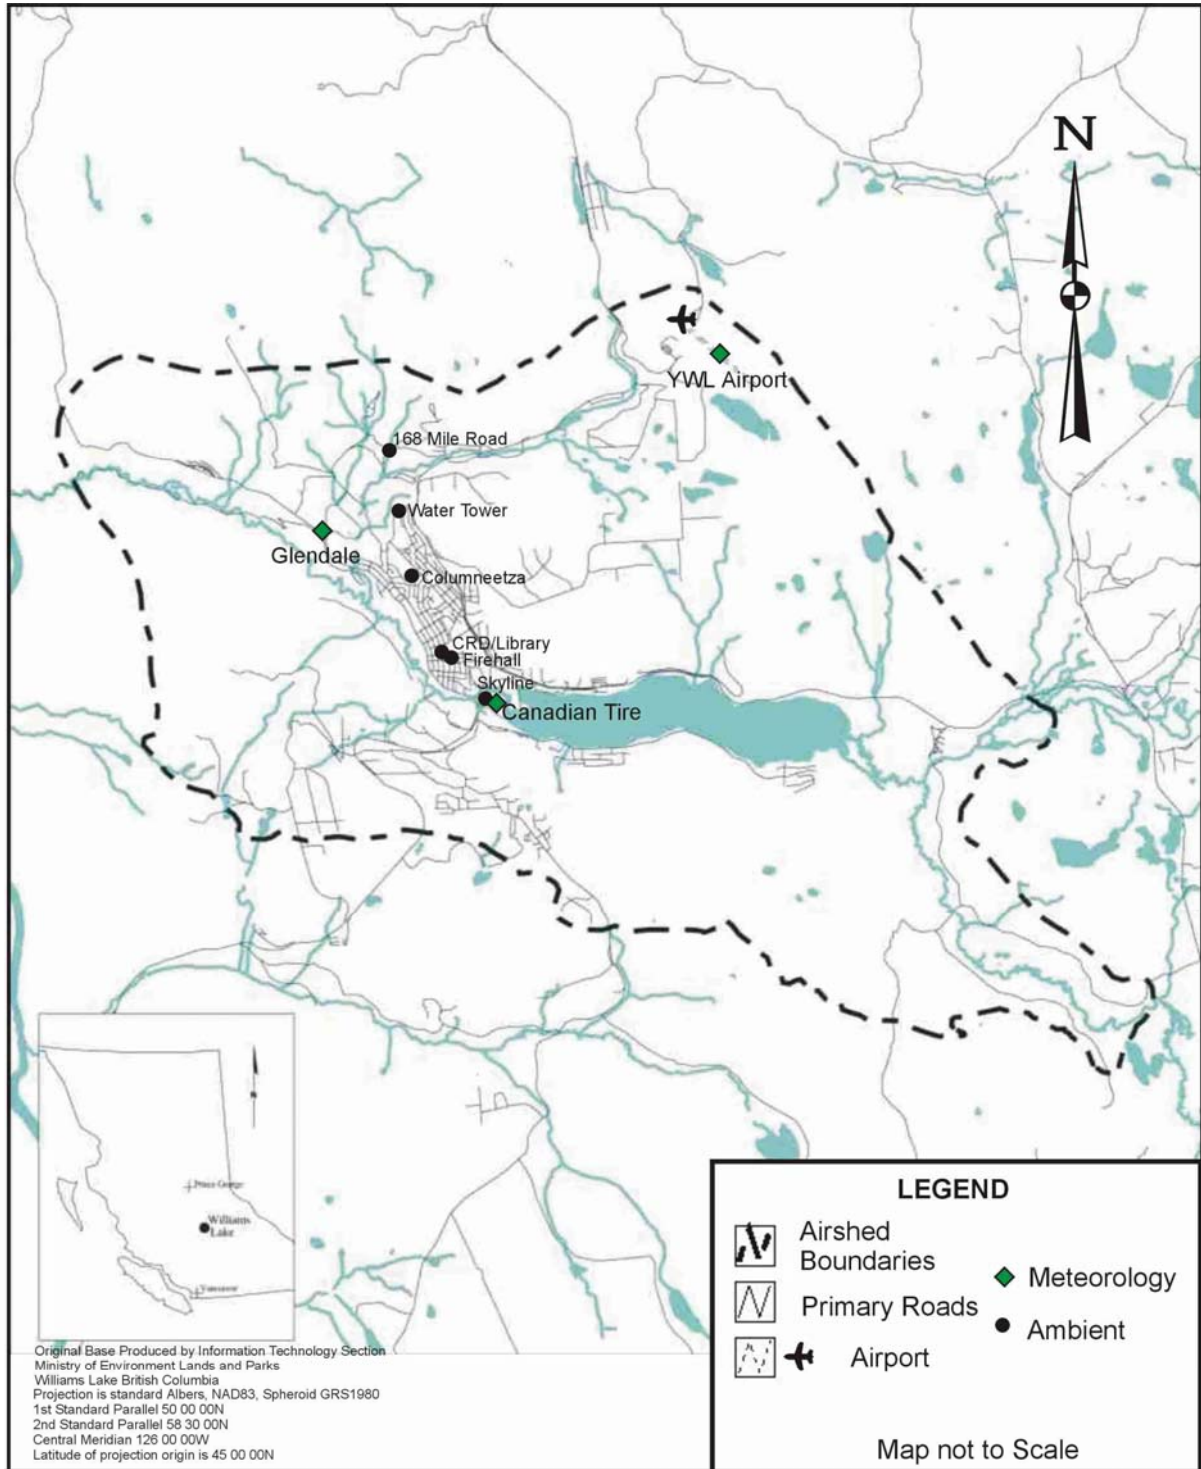 N
YWL Airport
168 Mile Road
Water Tower
Glendale
Columneetza
CRD/Library
Firehall
Skyline
Canadian Tire
N
Prince George
Williams
Lake
Vancouver
Original Base Produced by Information Technology Section
Ministry of Environment Lands and Parks
Williams Lake British Columbia
Projection is standard Albers, NAD83, Spheroid GRS1980
1st Standard Parallel 50 00 00N
2nd Standard Parallel 58 30 00N
Central Meridian 126 00 00W
Latitude of projection origin is 45 00 00N
LEGEND
Airshed
Boundaries
Primary Roads
Airport
Meteorology
Ambient
Map not to Scale